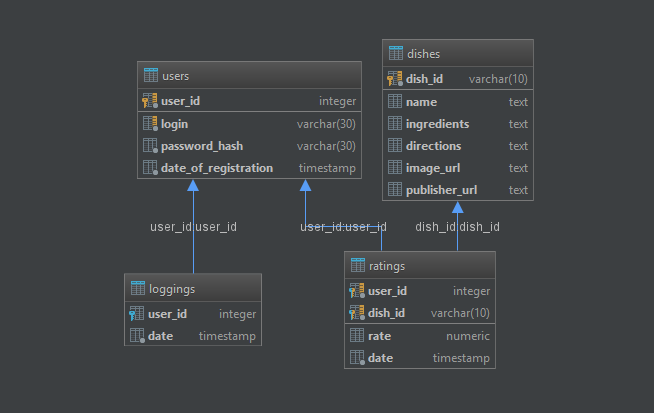 users
user_id integer
login varchar(30)
password_hash varchar(30)
date_of_registration timestamp
dishes
dish_id varchar(10)
name text
ingredients text
directions text
image_url text
publisher_url text
user_id:user_id
user_id:user_id
dish_id:dish_id
loggings
user_id integer
date timestamp
ratings
user_id integer
dish_id varchar(10)
rate numeric
date timestamp